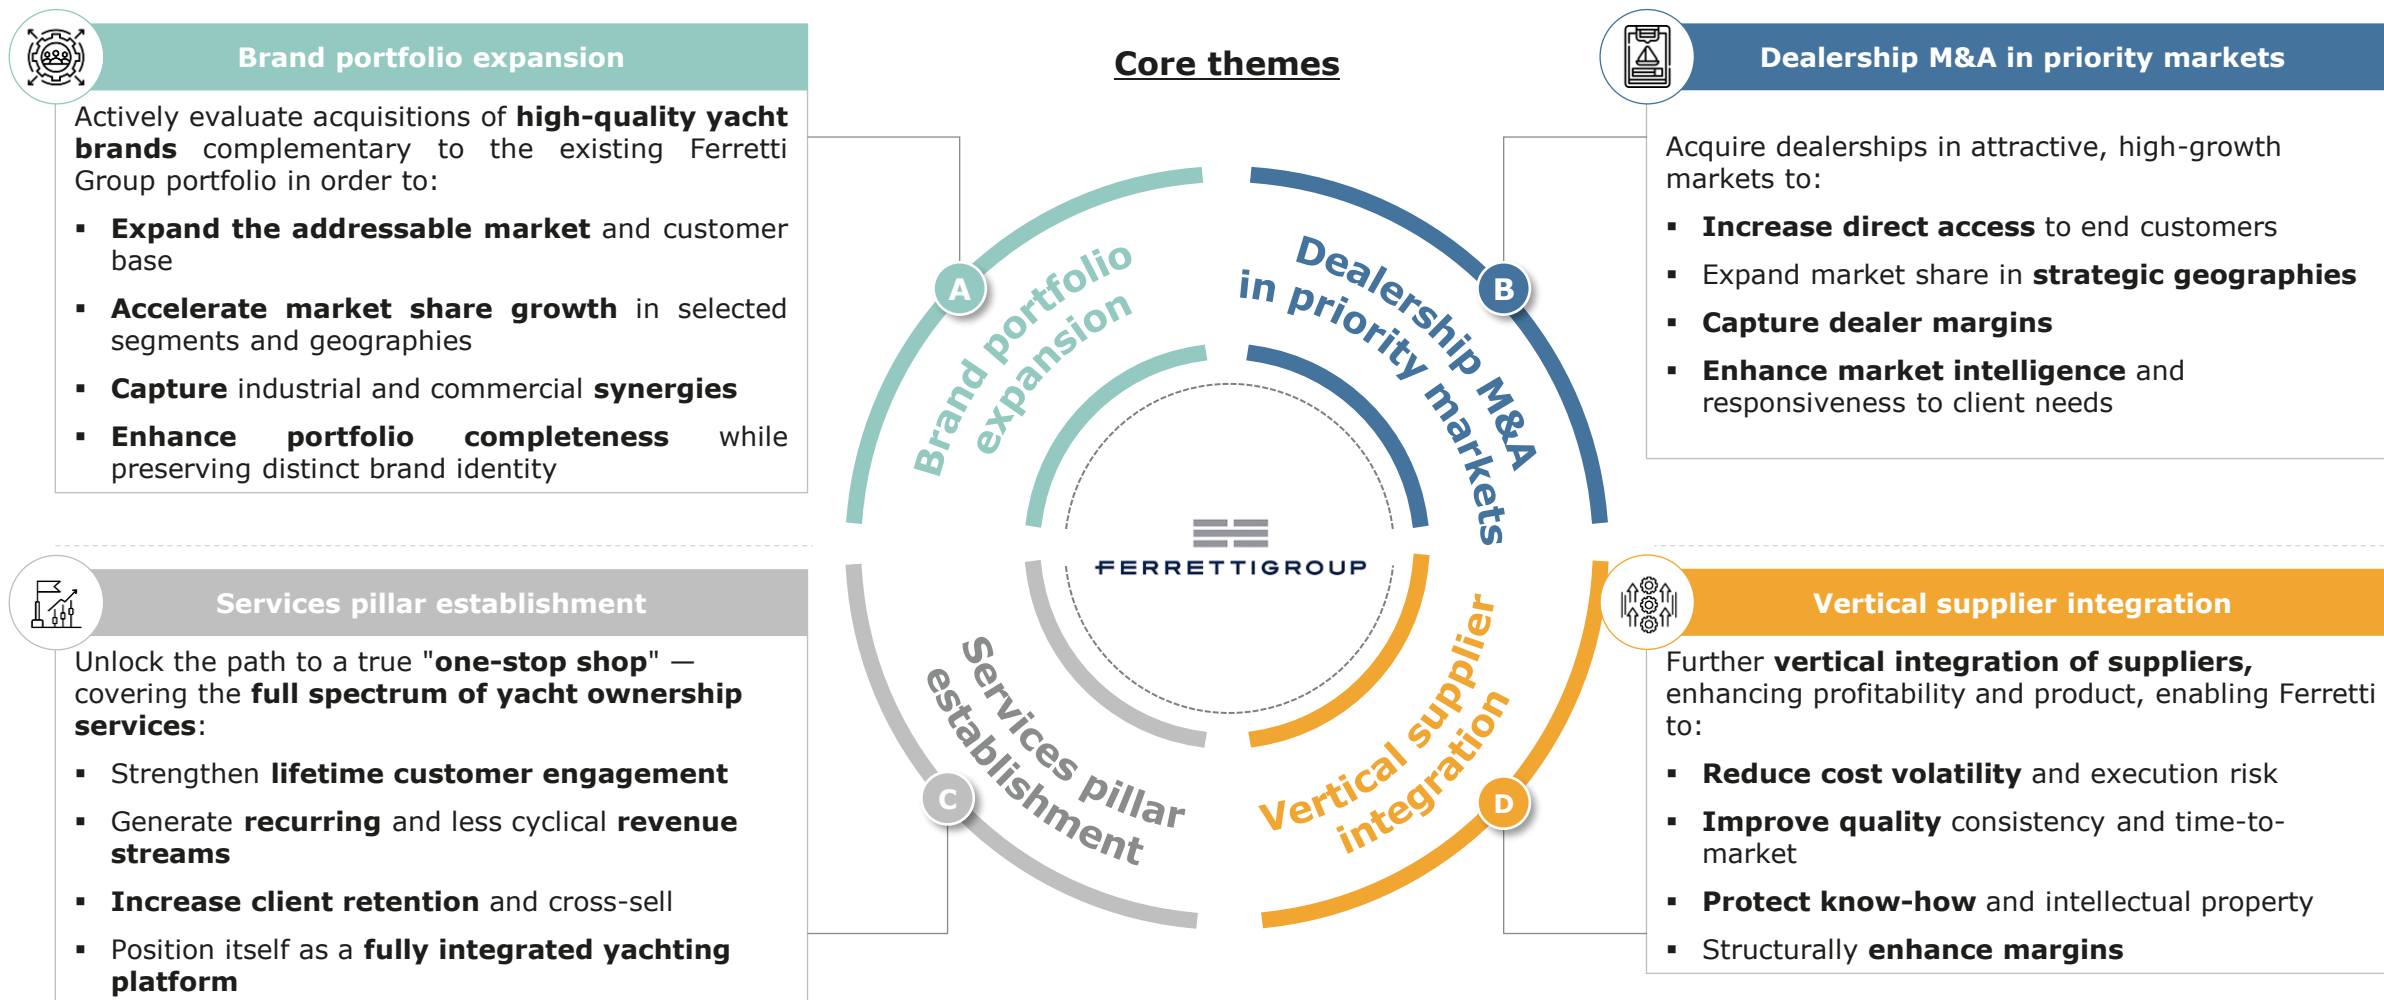 Core themes
Brand portfolio expansion
Actively evaluate acquisitions of high-quality yacht
brands complementary to the existing Ferretti
Group portfolio in order to:
▪ Expand the addressable market and customer
base
▪ Accelerate market share growth in selected
segments and geographies
▪ Capture industrial and commercial synergies
▪ Enhance portfolio completeness while
preserving distinct brand identity
Dealership M&A in priority markets
Acquire dealerships in attractive, high-growth
markets to:
▪ Increase direct access to end customers
▪ Expand market share in strategic geographies
▪ Capture dealer margins
▪ Enhance market intelligence and
responsiveness to client needs
A
Brand portfolio
expansion
B
Dealership M&A
in priority markets
FERRETTIGROUP
C
Services pillar
establishment
D
Vertical supplier
integration
Services pillar establishment
Unlock the path to a true "one-stop shop" —
covering the full spectrum of yacht ownership
services:
▪ Strengthen lifetime customer engagement
▪ Generate recurring and less cyclical revenue
streams
▪ Increase client retention and cross-sell
▪ Position itself as a fully integrated yachting
platform
Vertical supplier integration
Further vertical integration of suppliers,
enhancing profitability and product, enabling Ferretti
to:
▪ Reduce cost volatility and execution risk
▪ Improve quality consistency and time-to-
market
▪ Protect know-how and intellectual property
▪ Structurally enhance margins